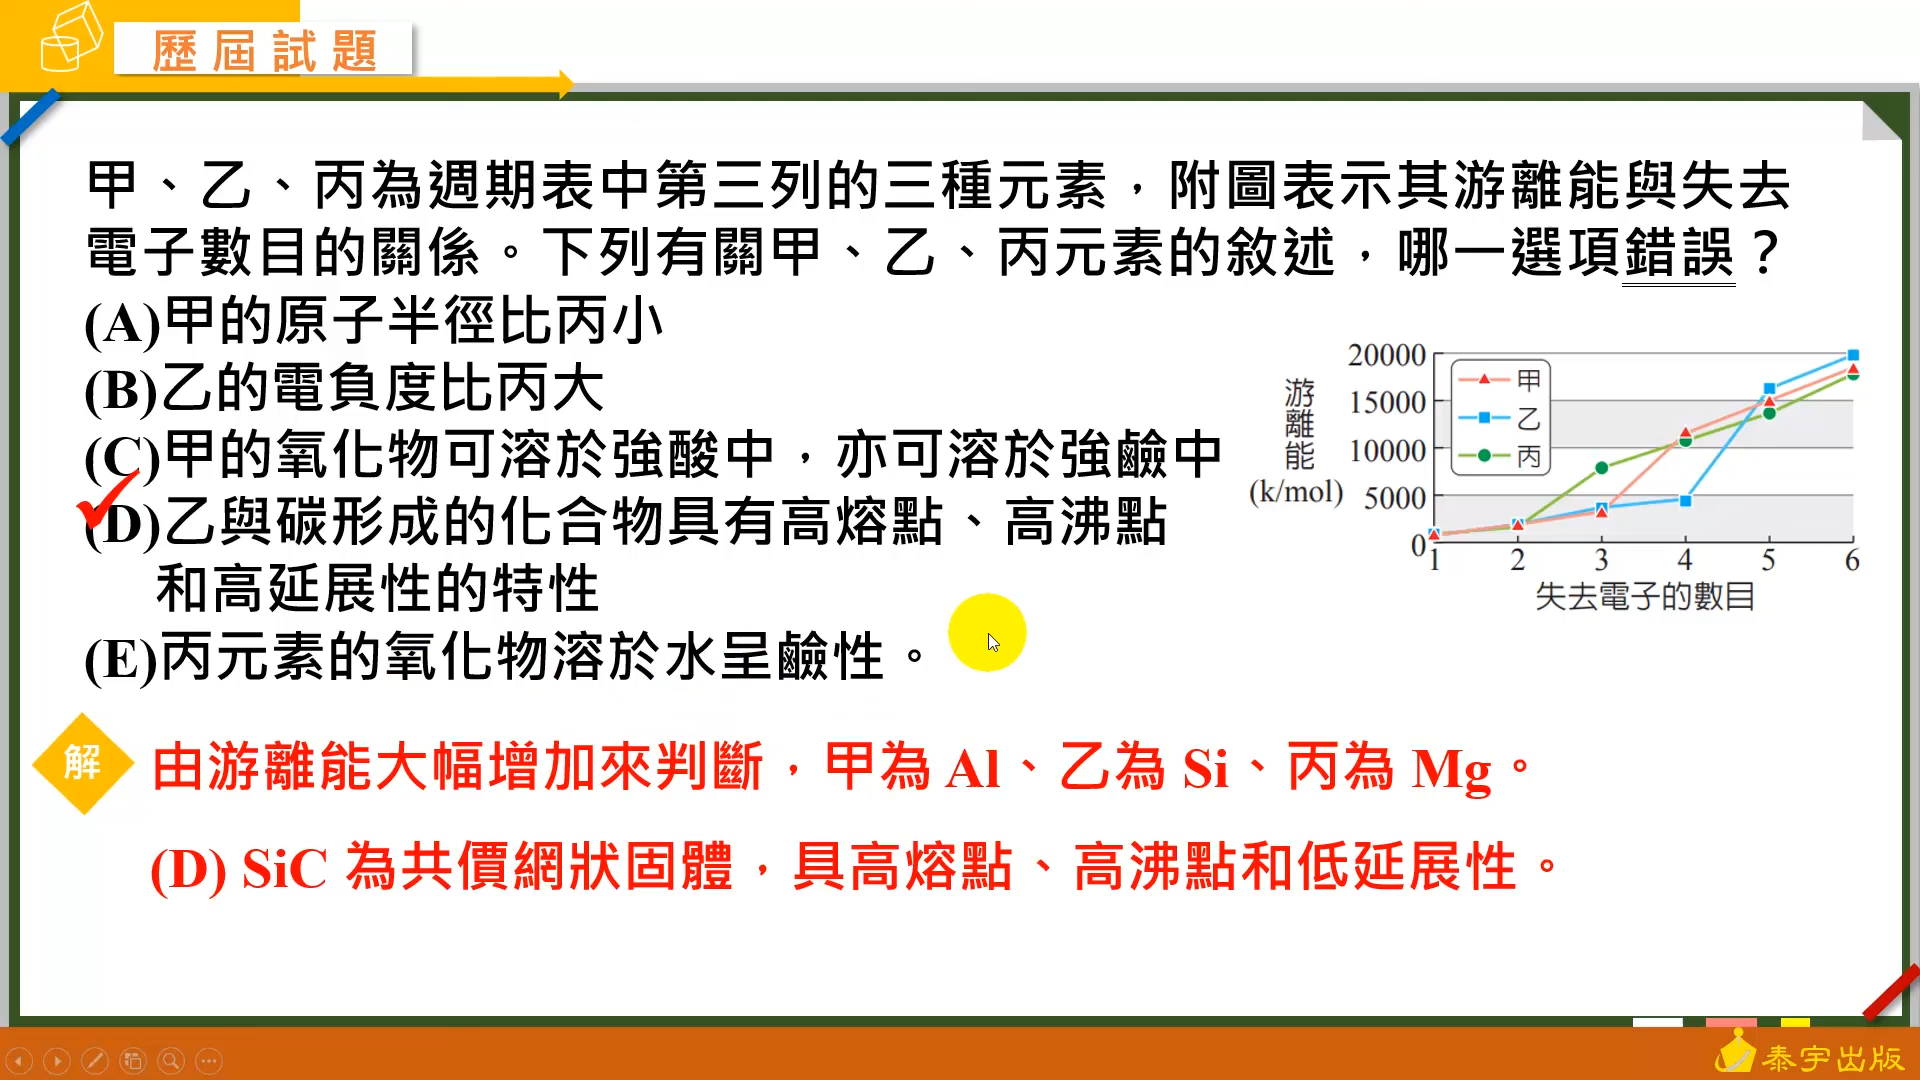 歷屆試題
甲、乙、丙為週期表中第三列的三種元素，附圖表示其游離能與失去
電子數目的關係。下列有關甲、乙、丙元素的敘述，哪一選項錯誤？
(A)甲的原子半徑比丙小
(B)乙的電負度比丙大
(C)甲的氧化物可溶於強酸中，亦可溶於強鹼中
(D)乙與碳形成的化合物具有高熔點、高沸點
和高延展性的特性
(E)丙元素的氧化物溶於水呈鹼性。
游離能
(k/mol)
20000
15000
10000
5000
0
甲
乙
丙
1 2 3 4 5 6
失去電子的數目
解
由游離能大幅增加來判斷，甲為 Al、乙為 Si、丙為 Mg。
(D) SiC 為共價網狀固體，具高熔點、高沸點和低延展性。
泰宇出版